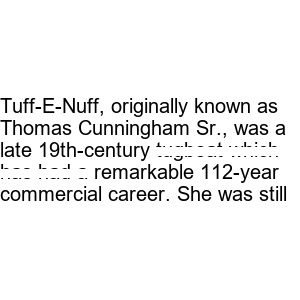 Tuff-E-Nuff, originally known as
Thomas Cunningham Sr., was a
late 19th-century tugboat which
has had a remarkable 112-year
commercial career. She was still